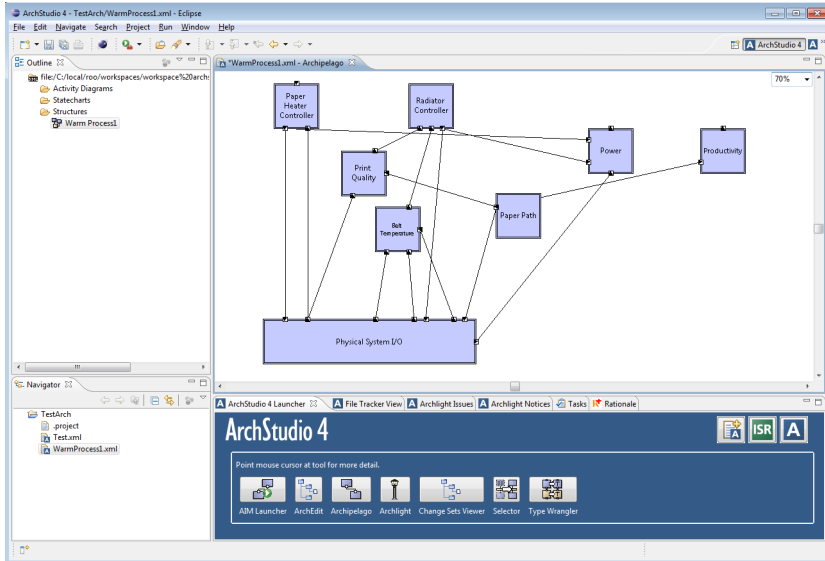 ArchStudio 4 - TestArch/WarmProcess1.xml - Eclipse
File Edit Navigate Search Project Run Window Help
ArchStudio 4
Outline
*WarmProcess1.xml - Archipelago
file:/C:/local/roo/workspaces/workspace%20arch
Activity Diagrams
Statecharts
Structures
Warm Process1
70%
Paper
Heater
Controller
Radiator
Controller
Power
Productivity
Print
Quality
Paper Path
Belt
Temperature
Physical System I/O
Navigator
TestArch
.project
Test.xml
WarmProcess1.xml
ArchStudio 4 Launcher
File Tracker View
Archlight Issues
Archlight Notices
Tasks
Rationale
ArchStudio 4
ISR
A
Point mouse cursor at tool for more detail.
AIM Launcher ArchEdit Archipelago Archlight Change Sets Viewer Selector Type Wrangler